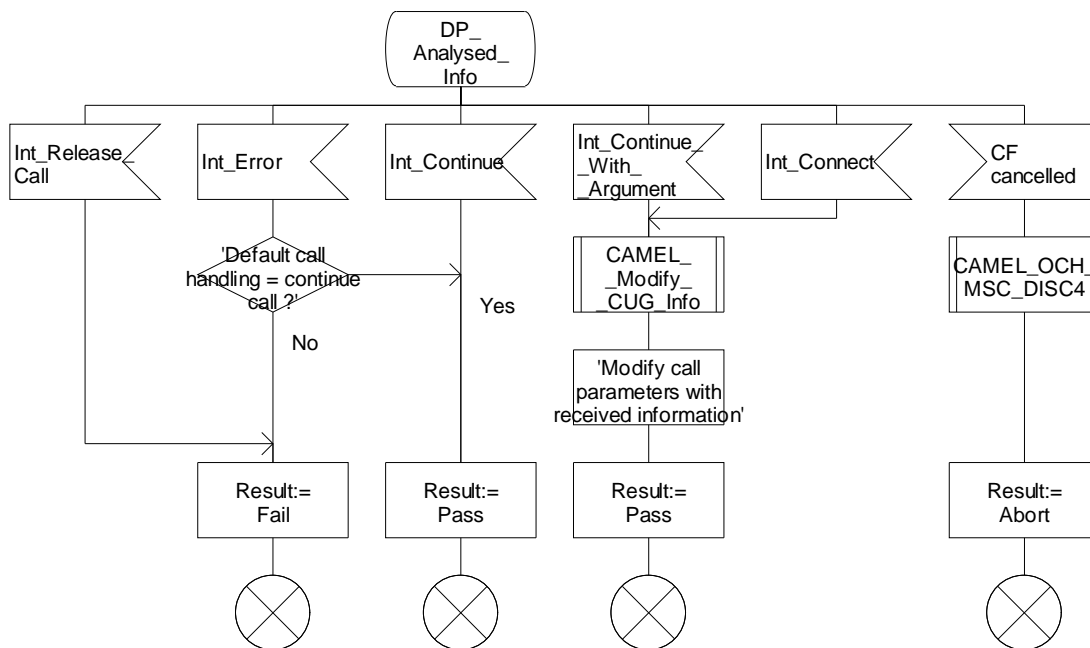 DP_
Analysed_
Info
Int_Release_
Call
Int_Error
Int_Continue
Int_Continue_
_With_
_Argument
Int_Connect
CF
cancelled
'Default call
handling = continue
call ?'
Yes
No
CAMEL_
_Modify_
_CUG_Info
CAMEL_OCH_
MSC_DISC4
'Modify call
parameters with
received information'
Result:=
Fail
Result:=
Pass
Result:=
Pass
Result:=
Abort